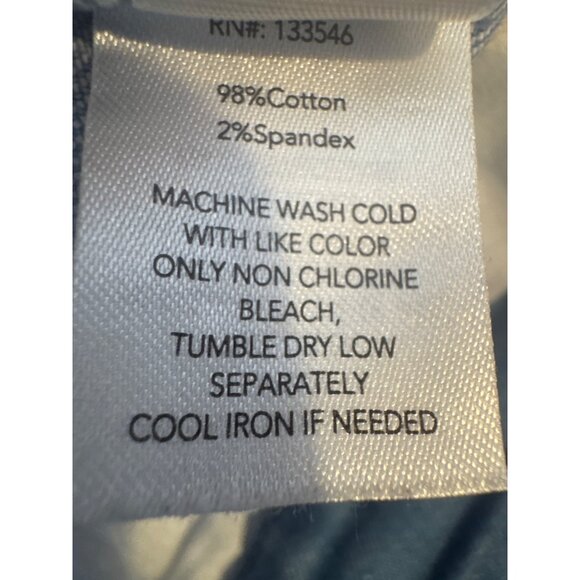 RN#: 133546
98%Cotton
2%Spandex
MACHINE WASH COLD
WITH LIKE COLOR
ONLY NON CHLORINE
BLEACH,
TUMBLE DRY LOW
SEPARATELY
COOL IRON IF NEEDED